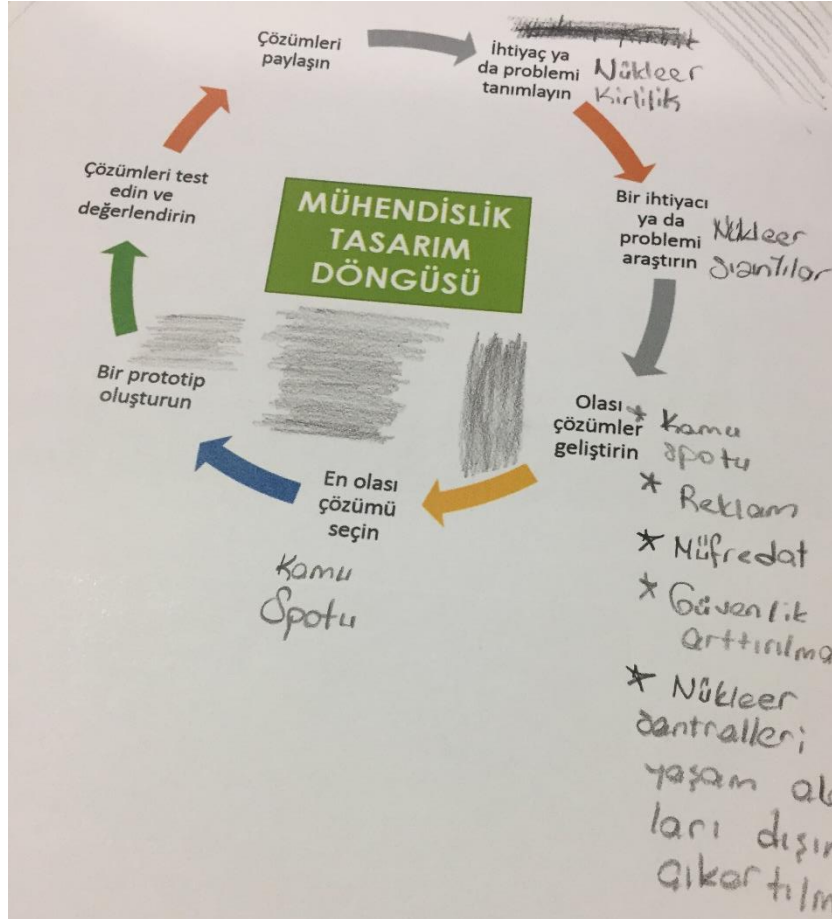 Çözümleri
paylaşın
İhtiyaç ya
da problemi
tanımlayın
Nükleer
Kirlilik
Bir ihtiyacı
ya da
problemi
araştırın
Nükleer
sızıntılar
Olası
çözümler
geliştirin
* Kamu
spotu
* Reklam
* Müfredat
* Güvenlik
arttırılma
* Nükleer
santralleri
yaşam al
ları dışın
çıkartılm
En olası
çözümü
seçin
Kamu
Spotu
Bir prototip
oluşturun
Çözümleri test
edin ve
değerlendirin
MÜHENDİSLİK
TASARIM
DÖNGÜSÜ